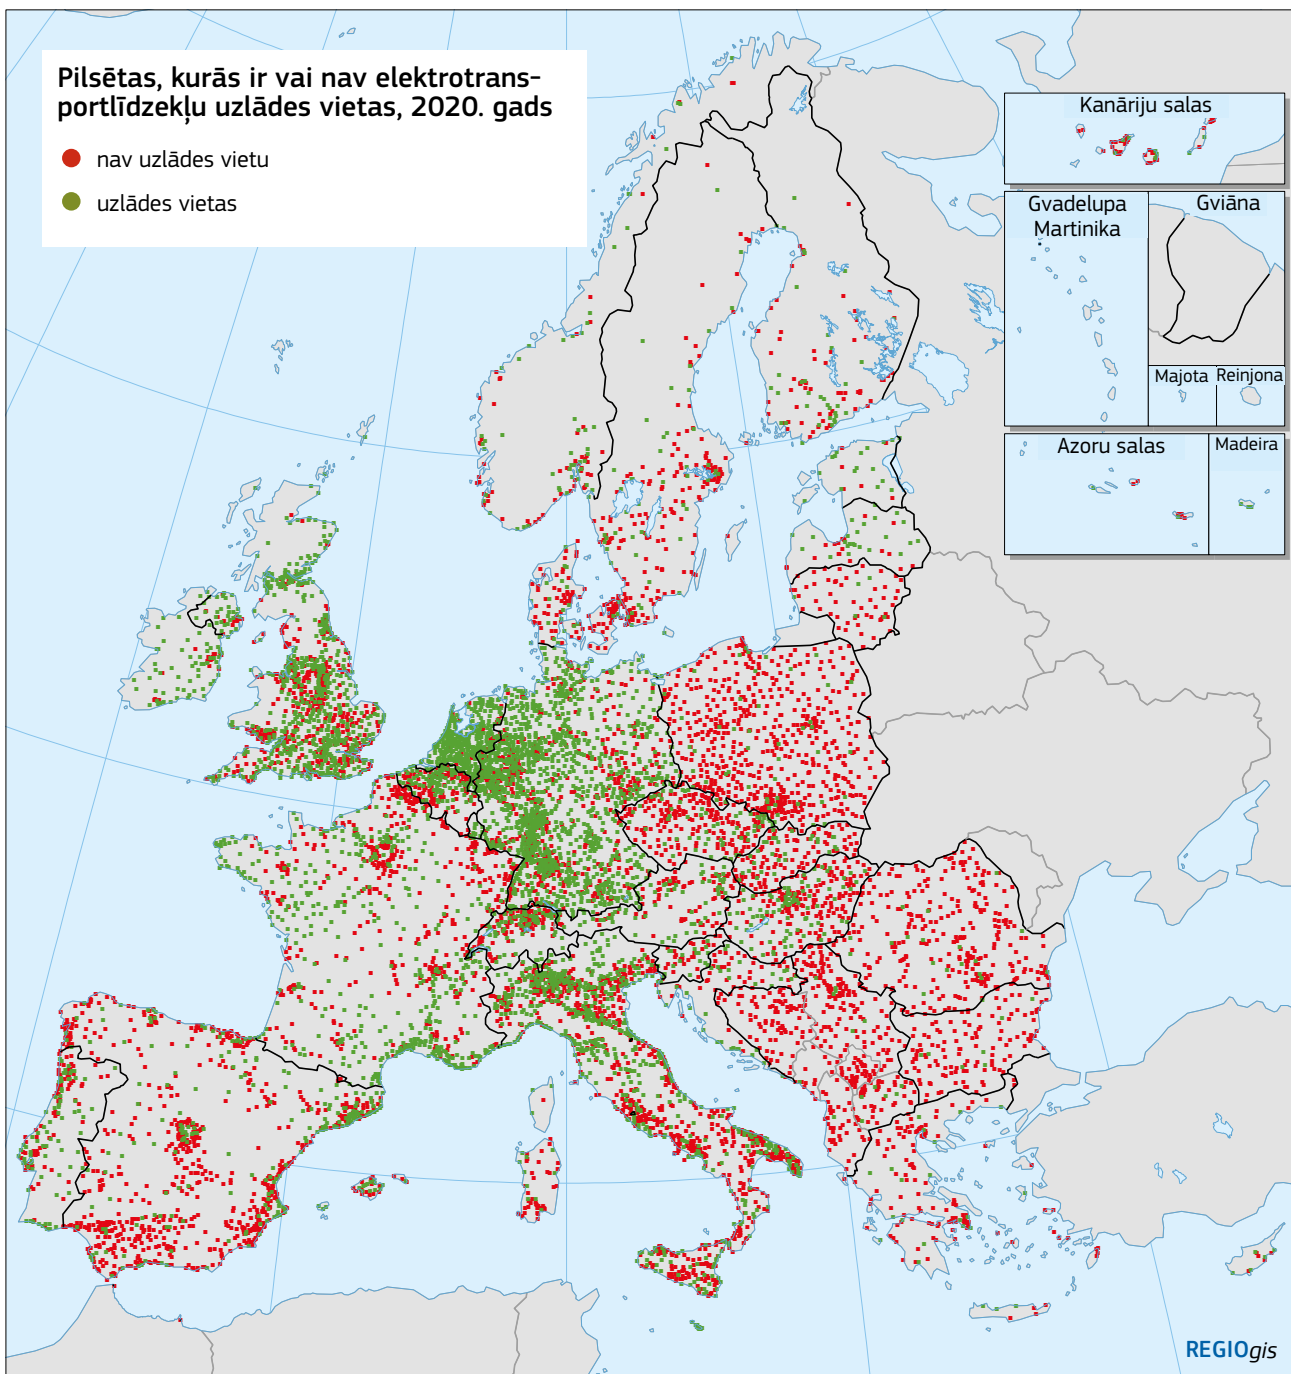 Pilsētas, kurās ir vai nav elektrotrans-
portlīdzekļu uzlādes vietas, 2020. gads
nav uzlādes vietu
uzlādes vietas
Kanāriju salas
Gvadelupa
Martinika
Gviāna
Majota
Reinjona
Azoru salas
Madeira
REGIOgis